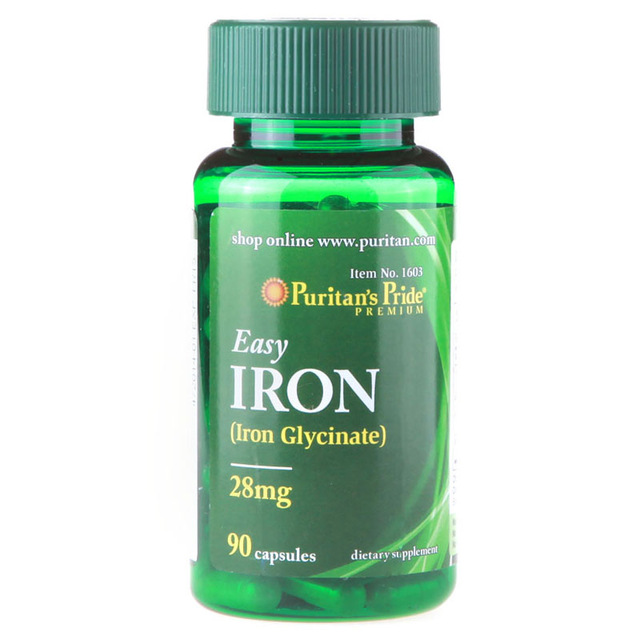 shop online www.puritan.com
Item No. 1603
Puritan's Pride®
PREMIUM
Easy
IRON
(Iron Glycinate)
28mg
90 capsules
dietary supplement